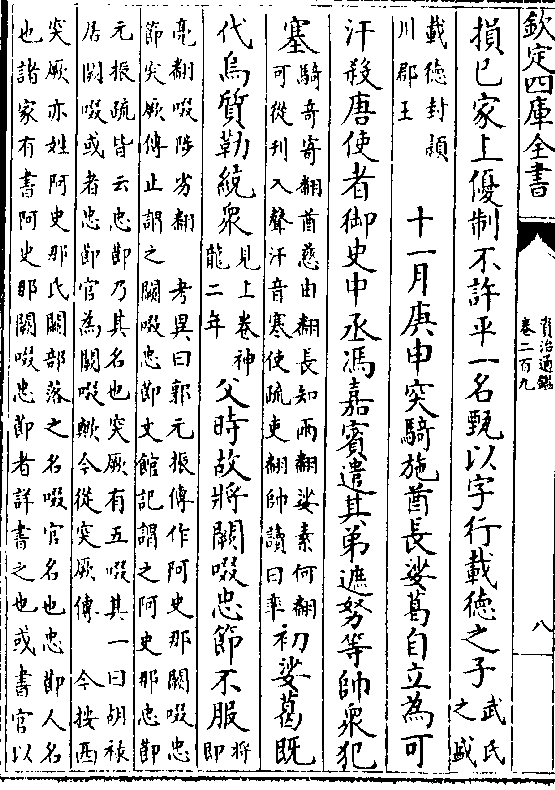 欽定四庫全書
資治通鑑
卷二百九
八
損已家上優制不許平一名甄以字行載德之子武氏
之盛
載德封頴
川郡王
十一月庚申突騎施酋長娑葛自立為可
汗殺唐使者御史中丞馮嘉賓遣其弟遮努等帥衆犯
塞
騎奇寄翻酋慈由翻長知兩翻娑素何翻
可從刋入聲汗音寒使疏吏翻帥讀曰率
初娑葛既
代烏質勒統衆
見上卷神
龍二年
父時故將闕啜忠節不服
將
即
亮翻啜陟劣翻 考異曰郭元振傳作阿史那闕啜忠
節突厥傳止謂之闕啜忠節文館記謂之阿史那忠節
元振疏皆云忠節乃其名也突厥有五啜其一曰胡祿
居闕啜或者忠節官為闕啜歟今從突厥傳 今按西
突厥亦姓阿史那氏闕部落之名啜官名也忠節人名
也諸家有書阿史那闕啜忠節者詳書之也或書官以